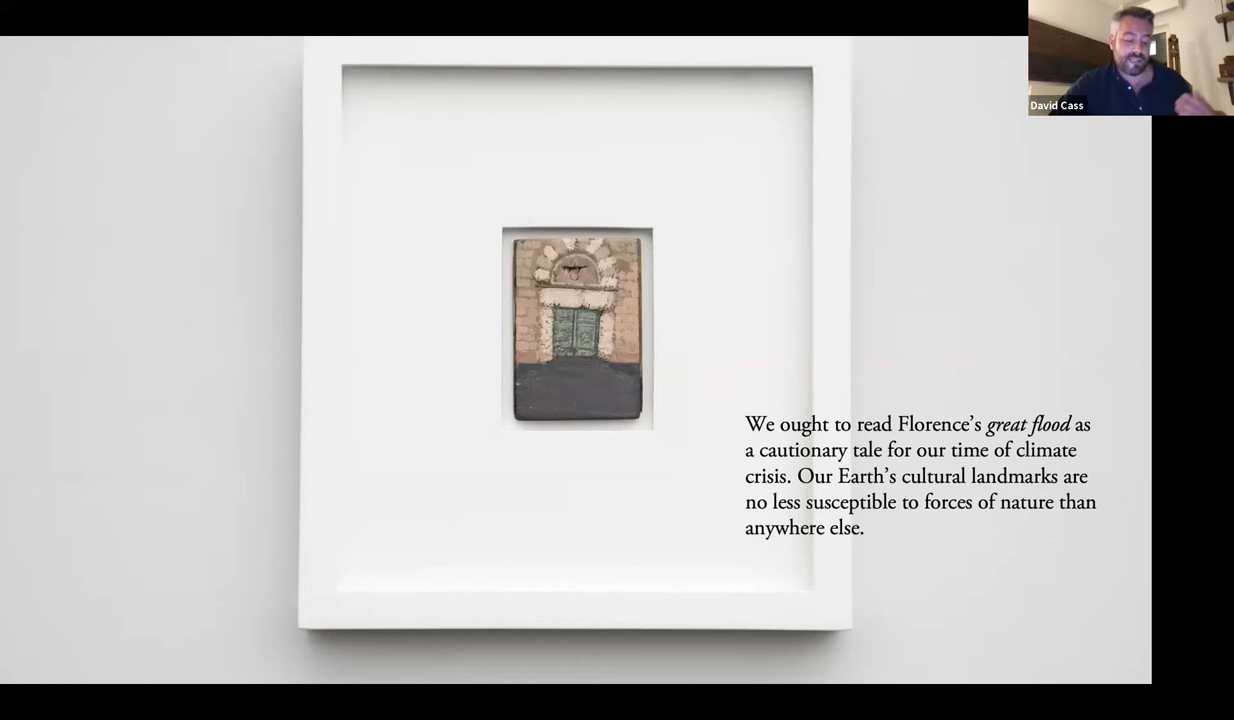 David Cass
We ought to read Florence’s great flood as
a cautionary tale for our time of climate
crisis. Our Earth’s cultural landmarks are
no less susceptible to forces of nature than
anywhere else.